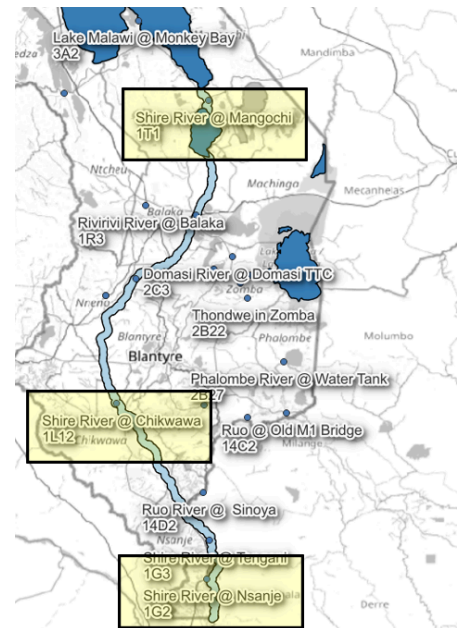 Lake Malawi @ Monkey Bay
3A2
Mandimba
Shire River @ Mangochi
1T1
Ntcheu
Machinga
Mecanhelas
Balaka
Rivirivi River @ Balaka
1R3
Domasi River @ Domasi TTC
2C3
Zomba
Thondwe in Zomba
2B22
Blantyre
Phalombe
Molumbo
Blantyre
Phalombe River @ Water Tank
2B27
Shire River @ Chikwawa
1L12
Chikwawa
Ruo @ Old M1 Bridge
14C2
Milange
Ruo River @ Sinoya
14D2
Nsanje
Shire River @ Tengani
1G3
Shire River @ Nsanje
1G2
Derre